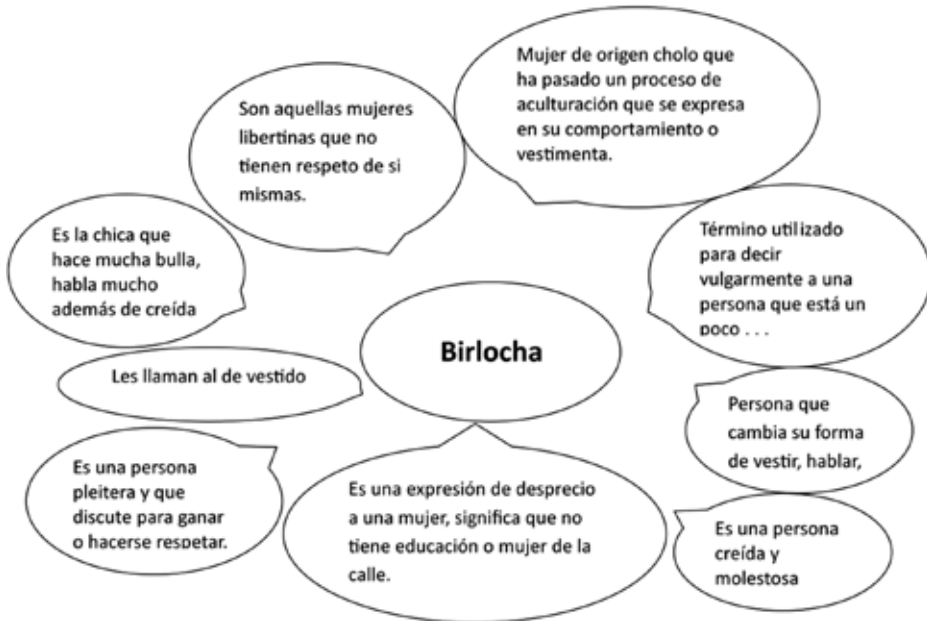 Mujer de origen cholo que
ha pasado un proceso de
aculturación que se expresa
en su comportamiento o
vestimenta.
Son aquellas mujeres
libertinas que no
tienen respeto de si
mismas.
Término utilizado
para decir
vulgarmente a una
persona que está un
poco . . .
Es la chica que
hace mucha bulla,
habla mucho
además de creída
Birlocha
Les llaman al de vestido
Persona que
cambia su forma
de vestir, hablar,
Es una persona
pleitera y que
discute para ganar
o hacerse respetar.
Es una expresión de desprecio
a una mujer, significa que no
tiene educación o mujer de la
calle.
Es una persona
creída y
molestosa